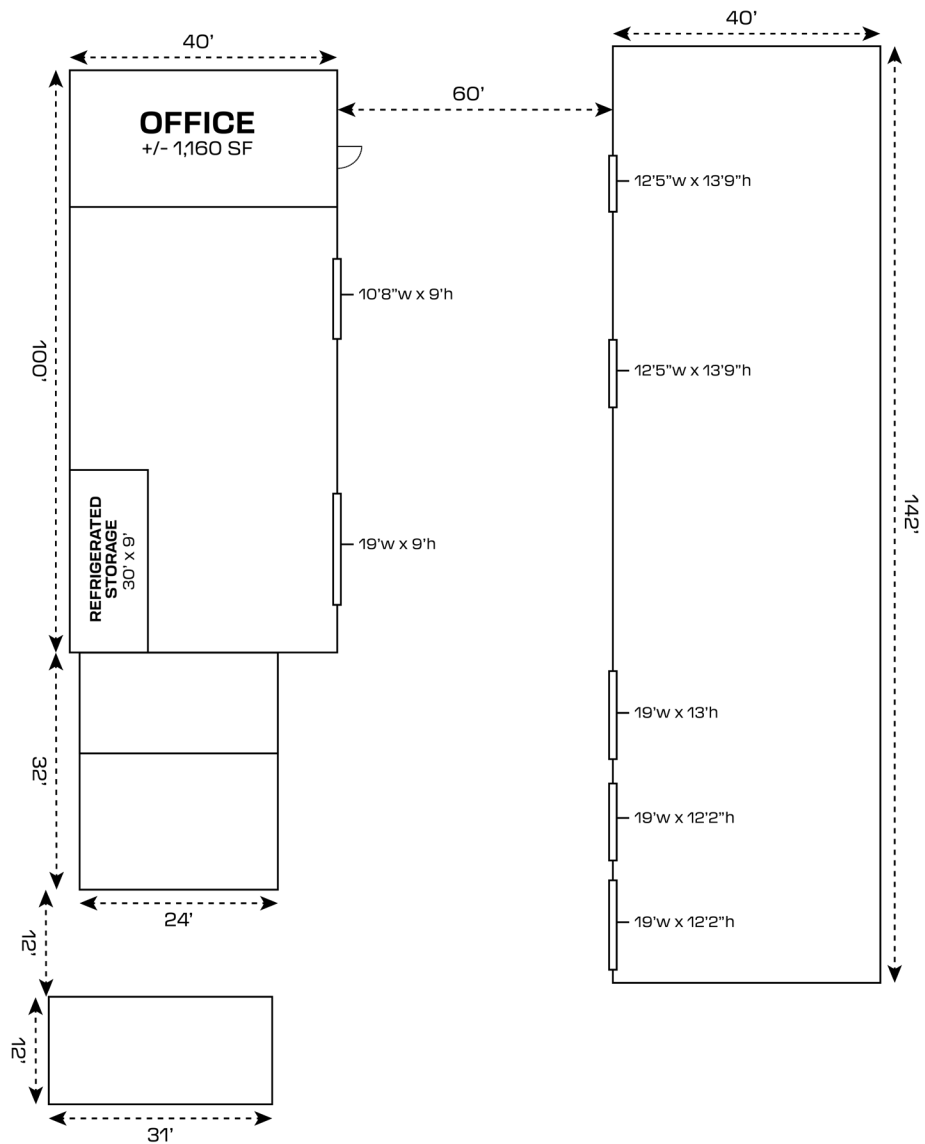 40'
40'
60'
OFFICE
+/- 1,160 SF
12'5"w x 13'9"h
10'8"w x 9'h
100'
12'5"w x 13'9"h
142'
REFRIGERATED
STORAGE
30' x 9'
19'w x 9'h
19'w x 13'h
32'
19'w x 12'2"h
24'
19'w x 12'2"h
12'
12'
31'